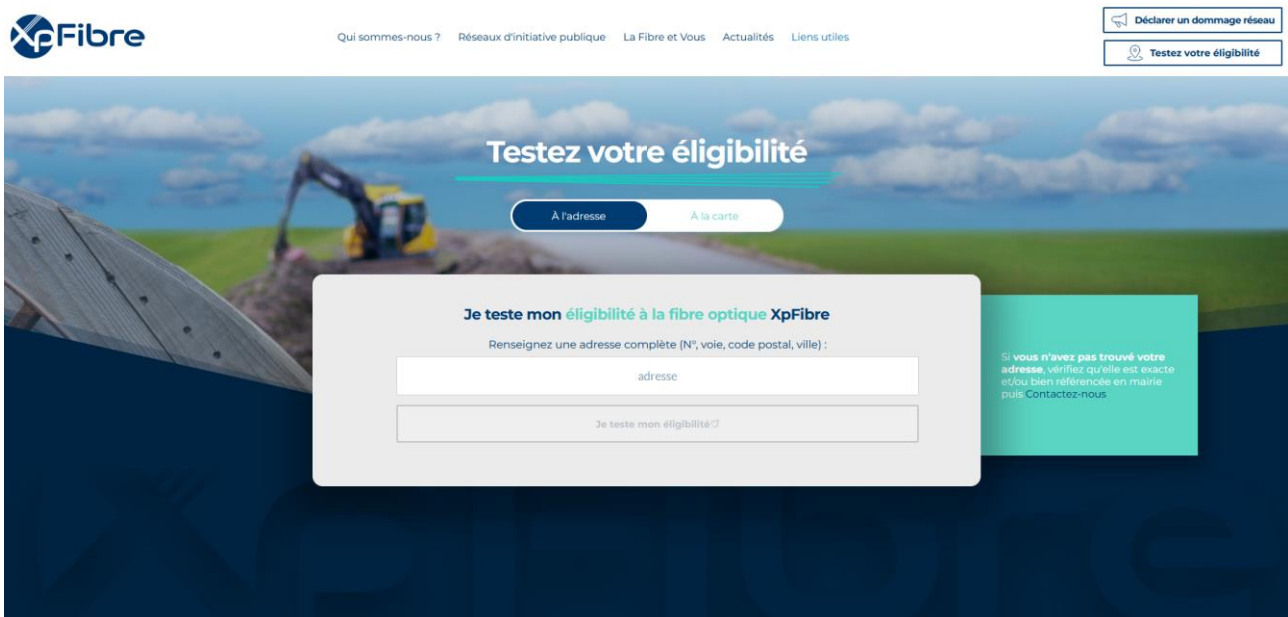 XpFibre
Qui sommes-nous ? Réseaux d'initiative publique La Fibre et Vous Actualités Liens utiles
Déclarer un dommage réseau
Testez votre éligibilité
Testez votre éligibilité
À l'adresse À la carte
Je teste mon éligibilité à la fibre optique XpFibre
Renseignez une adresse complète (N°, voie, code postal, ville) :
adresse
Je teste mon éligibilité
Si vous n'avez pas trouvé votre
adresse, vérifiez qu'elle est exacte
et/ou bien référencée en mairie
puis Contactez-nous
XpFibre